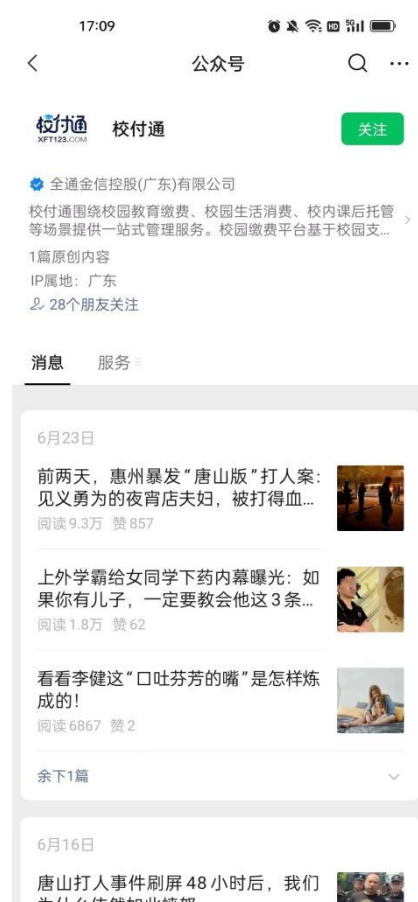 17:09
HD 5G
公众号
校付通
XFT123.COM
校付通
关注
全通金信控股(广东)有限公司
校付通围绕校园教育缴费、校园生活消费、校内课后托管
等场景提供一站式管理服务。校园缴费平台基于校园支...
1篇原创内容
IP属地：广东
28个朋友关注
消息 服务
6月23日
前两天，惠州暴发“唐山版”打人案：
见义勇为的夜宵店夫妇，被打得血...
阅读9.3万 赞857
上外学霸给女同学下药内幕曝光：如
果你有儿子，一定要教会他这3条...
阅读1.8万 赞62
看看李健这“口吐芬芳的嘴”是怎样炼
成的！
阅读6867 赞2
余下1篇
6月16日
唐山打人事件刷屏48小时后，我们